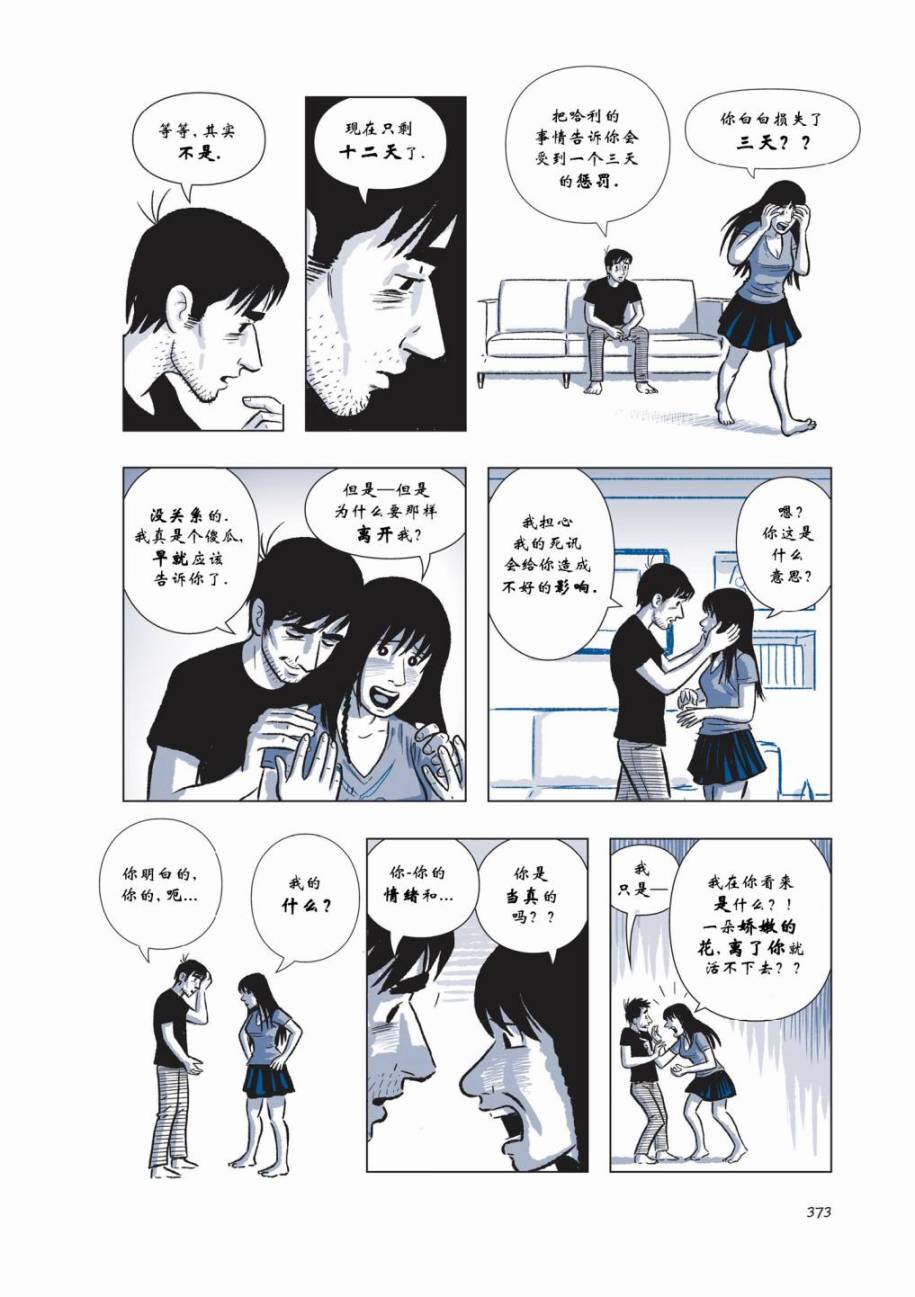 等等,其实
不是.
现在只剩
十二天了.
把哈利的
事情告诉你会
受到一个三天
的惩罚.
你白白损失了
三天??
没关系的.
我真是个傻瓜,
早就应该
告诉你了.
但是—但是
为什么要那样
离开我?
我担心
我的死讯
会给你造成
不好的影响.
嗯?
你这是
什么
意思?
你明白的,
你的,呃...
我的
什么?
你-你的
情绪和...
你是
当真的
吗??
我
只是—
我在你看来
是什么?!
一朵娇嫩的
花,离了你就
活不下去??
373